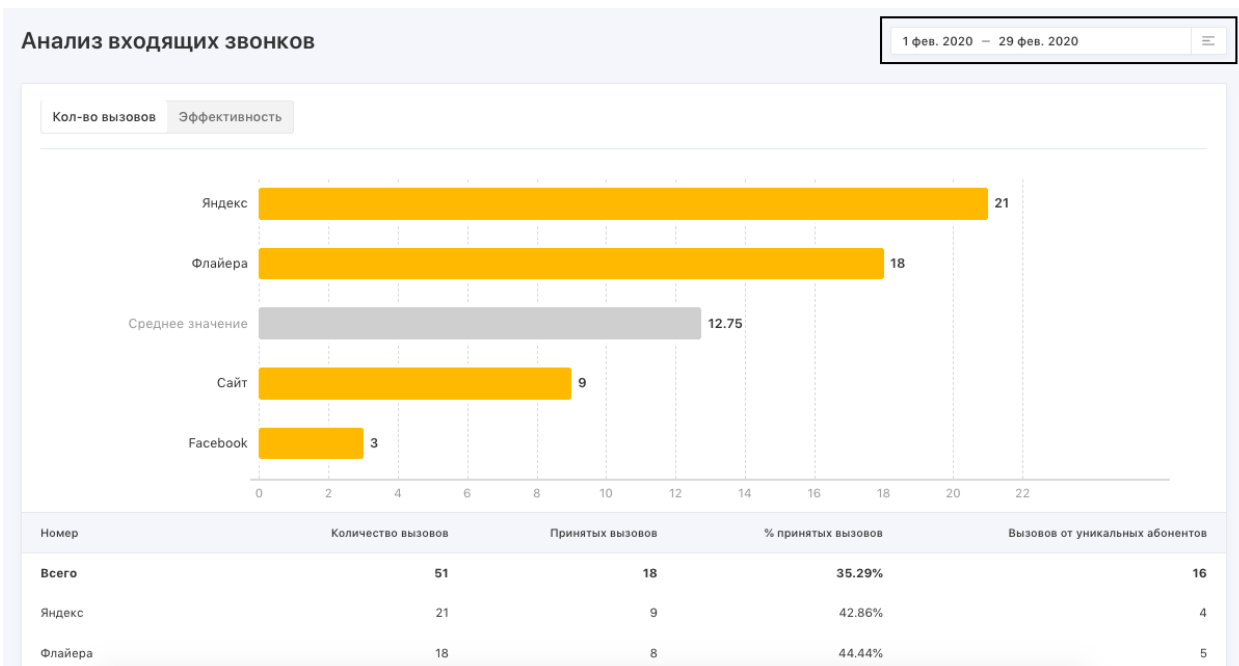 Анализ входящих звонков
1 фев. 2020 — 29 фев. 2020
Кол-во вызовов Эффективность
Яндекс 21
Флайера 18
Среднее значение 12.75
Сайт 9
Facebook 3
0 2 4 6 8 10 12 14 16 18 20 22
Номер Количество вызовов Принятых вызовов % принятых вызовов Вызовов от уникальных абонентов
Всего 51 18 35.29% 16
Яндекс 21 9 42.86% 4
Флайера 18 8 44.44% 5